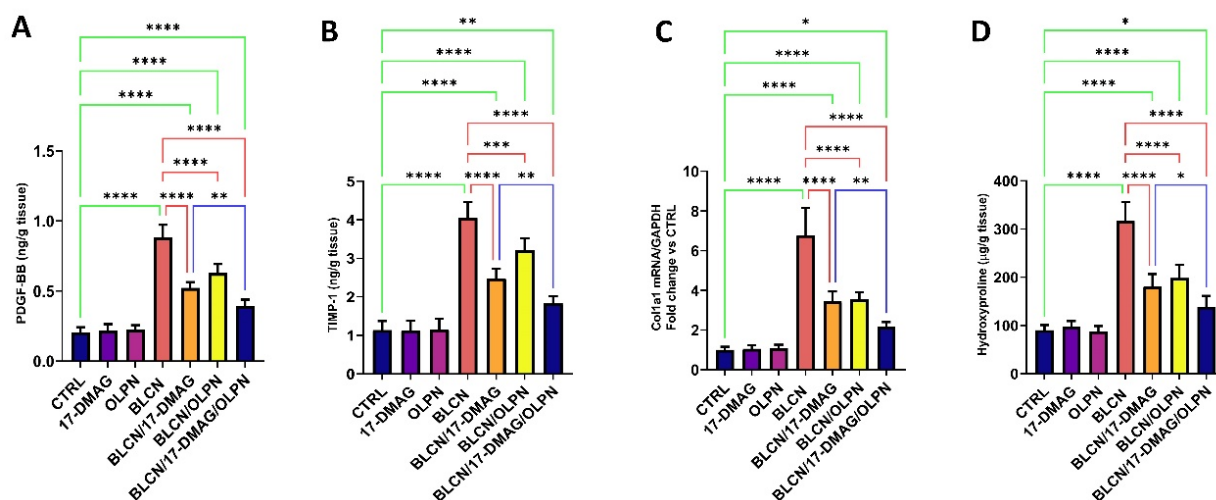 A
****
****
****
****
****
****
****
**
PDGF-BB (ng/g tissue)
1.5
1.0
0.5
0.0
CTRL
17-DMAG
OLPN
BLCN
BLCN/17-DMAG
BLCN/OLPN
BLCN/17-DMAG/OLPN
B
**
****
****
****
***
****
****
**
TIMP-1 (ng/g tissue)
5
4
3
2
1
0
CTRL
17-DMAG
OLPN
BLCN
BLCN/17-DMAG
BLCN/OLPN
BLCN/17-DMAG/OLPN
C
*
****
****
****
****
****
****
**
Col1a1 mRNA/GAPDH
Fold change vs CTRL
10
8
6
4
2
0
CTRL
17-DMAG
OLPN
BLCN
BLCN/17-DMAG
BLCN/OLPN
BLCN/17-DMAG/OLPN
D
*
****
****
****
****
****
****
*
Hydroxyproline (µg/g tissue)
400
300
200
100
0
CTRL
17-DMAG
OLPN
BLCN
BLCN/17-DMAG
BLCN/OLPN
BLCN/17-DMAG/OLPN